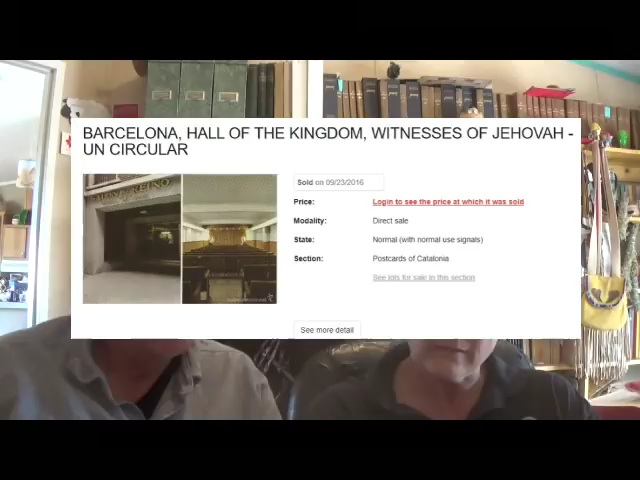 BARCELONA, HALL OF THE KINGDOM, WITNESSES OF JEHOVAH -
UN CIRCULAR
Sold on 09/23/2016
Price: Login to see the price at which it was sold
Modality: Direct sale
State: Normal (with normal use signals)
Section: Postcards of Catalonia
See lots for sale in this section
See more detail